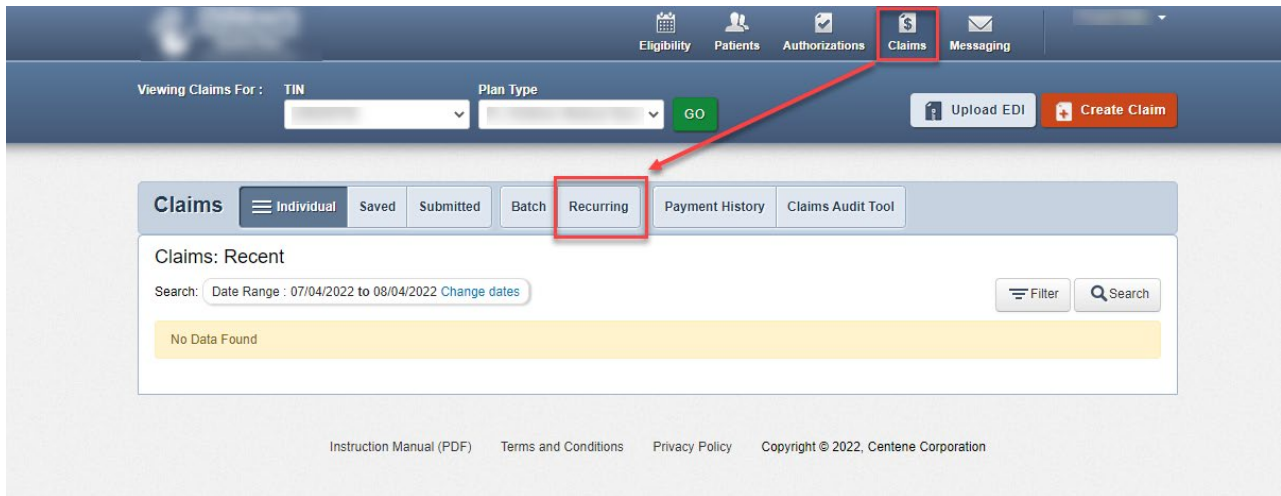 Eligibility Patients Authorizations Claims Messaging
Viewing Claims For : TIN Plan Type
GO Upload EDI Create Claim
Claims Individual Saved Submitted Batch Recurring Payment History Claims Audit Tool
Claims: Recent
Search: Date Range : 07/04/2022 to 08/04/2022 Change dates Filter Search
No Data Found
Instruction Manual (PDF) Terms and Conditions Privacy Policy Copyright © 2022, Centene Corporation